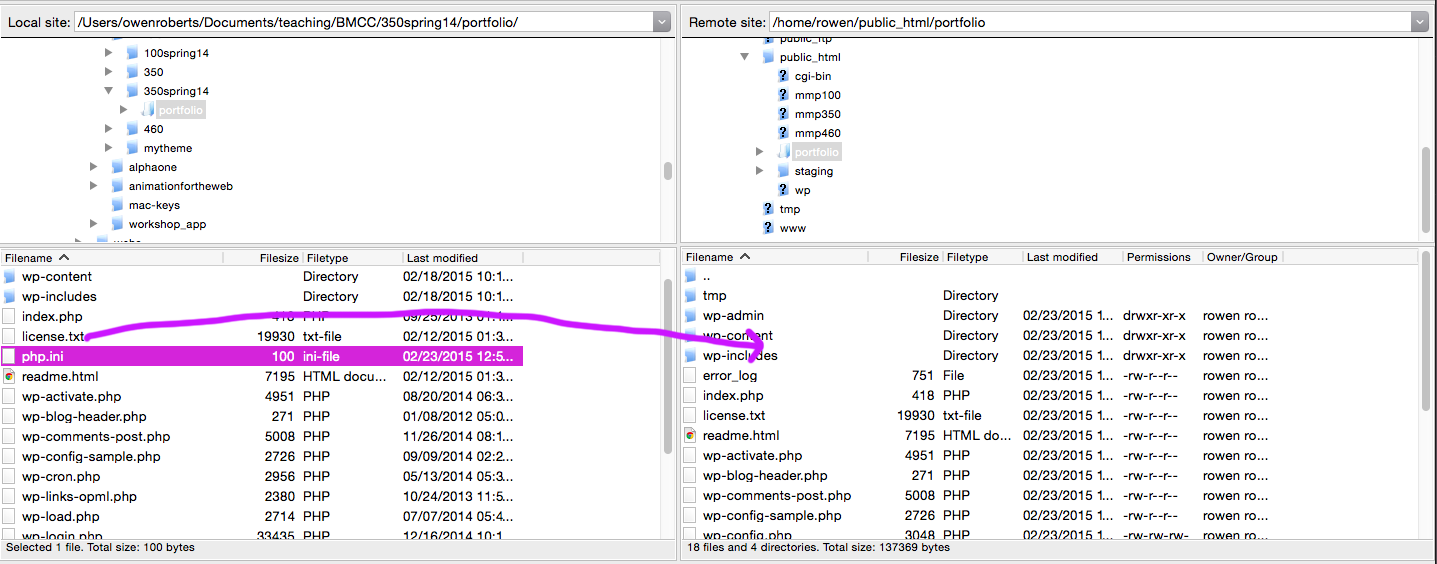 Local site: /Users/owenroberts/Documents/teaching/BMCC/350spring14/portfolio/
100spring14
350
350spring14
portfolio
460
mytheme
alphaone
animationfortheweb
mac-keys
workshop_app
Filename Filesize Filetype Last modified
wp-content Directory 02/18/2015 10:1...
wp-includes Directory 02/18/2015 10:1...
index.php 418 PHP 09/25/2013 01:1...
license.txt 19930 txt-file 02/12/2015 01:3...
php.ini 100 ini-file 02/23/2015 12:5...
readme.html 7195 HTML docu... 02/12/2015 01:3...
wp-activate.php 4951 PHP 08/20/2014 06:3...
wp-blog-header.php 271 PHP 01/08/2012 05:0...
wp-comments-post.php 5008 PHP 11/26/2014 08:1...
wp-config-sample.php 2726 PHP 09/09/2014 02:2...
wp-cron.php 2956 PHP 05/13/2014 05:3...
wp-links-opml.php 2380 PHP 10/24/2013 11:5...
wp-load.php 2714 PHP 07/07/2014 05:4...
wp-login.php 33435 PHP 12/16/2014 10:1...
Selected 1 file. Total size: 100 bytes
Remote site: /home/rowen/public_html/portfolio
public_ftp
public_html
cgi-bin
mmp100
mmp350
mmp460
portfolio
staging
wp
tmp
www
Filename Filesize Filetype Last modified Permissions Owner/Group
..
tmp Directory
wp-admin Directory 02/23/2015 1... drwxr-xr-x rowen ro...
wp-content Directory 02/23/2015 1... drwxr-xr-x rowen ro...
wp-includes Directory 02/23/2015 1... drwxr-xr-x rowen ro...
error_log 751 File 02/23/2015 1... -rw-r--r-- rowen ro...
index.php 418 PHP 02/23/2015 1... -rw-r--r-- rowen ro...
license.txt 19930 txt-file 02/23/2015 1... -rw-r--r-- rowen ro...
readme.html 7195 HTML do... 02/23/2015 1... -rw-r--r-- rowen ro...
wp-activate.php 4951 PHP 02/23/2015 1... -rw-r--r-- rowen ro...
wp-blog-header.php 271 PHP 02/23/2015 1... -rw-r--r-- rowen ro...
wp-comments-post.php 5008 PHP 02/23/2015 1... -rw-r--r-- rowen ro...
wp-config-sample.php 2726 PHP 02/23/2015 1... -rw-r--r-- rowen ro...
wp-config.php 3048 PHP 02/23/2015 1... -rw-rw-rw- rowen ro...
18 files and 4 directories. Total size: 137369 bytes